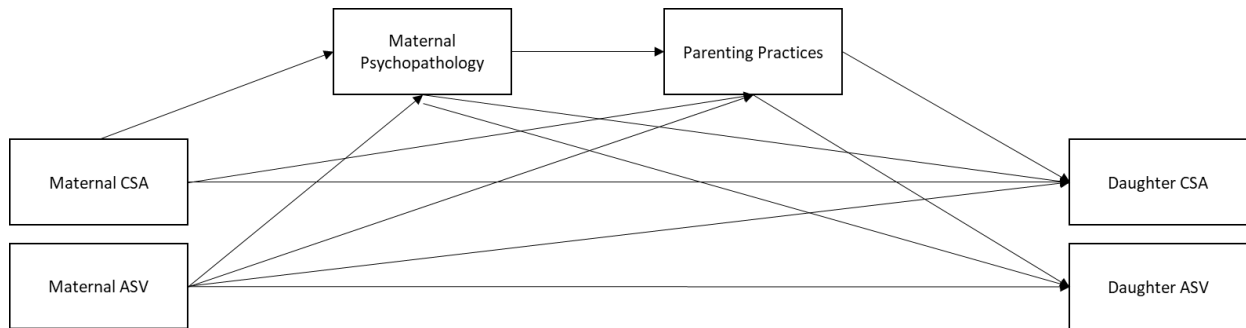 Maternal
Psychopathology
Parenting Practices
Maternal CSA
Daughter CSA
Maternal ASV
Daughter ASV